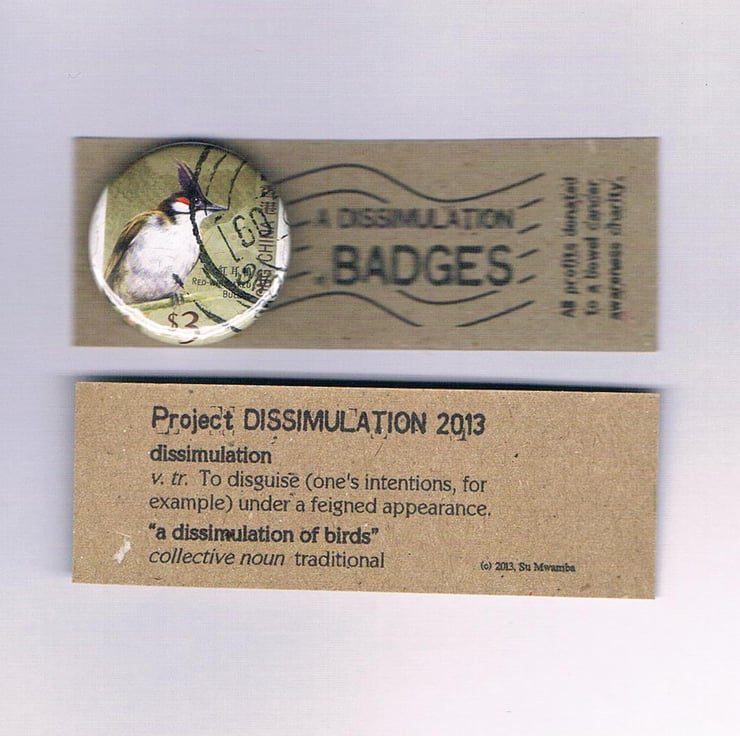 $3
A DISSIMULATION
.BADGES
All profits donated
to a bowel cancer
awareness charity.
Project DISSIMULATION 2013
dissimulation
v. tr. To disguise (one's intentions, for
example) under a feigned appearance.
"a dissimulation of birds"
collective noun traditional
(c) 2013, Su Mwamba